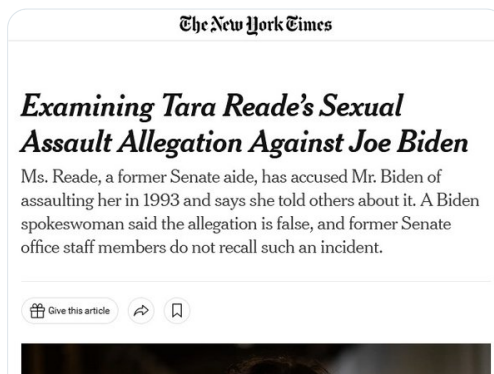 The New York Times
Examining Tara Reade's Sexual
Assault Allegation Against Joe Biden
Ms. Reade, a former Senate aide, has accused Mr. Biden of
assaulting her in 1993 and says she told others about it. A Biden
spokeswoman said the allegation is false, and former Senate
office staff members do not recall such an incident.
Give this article